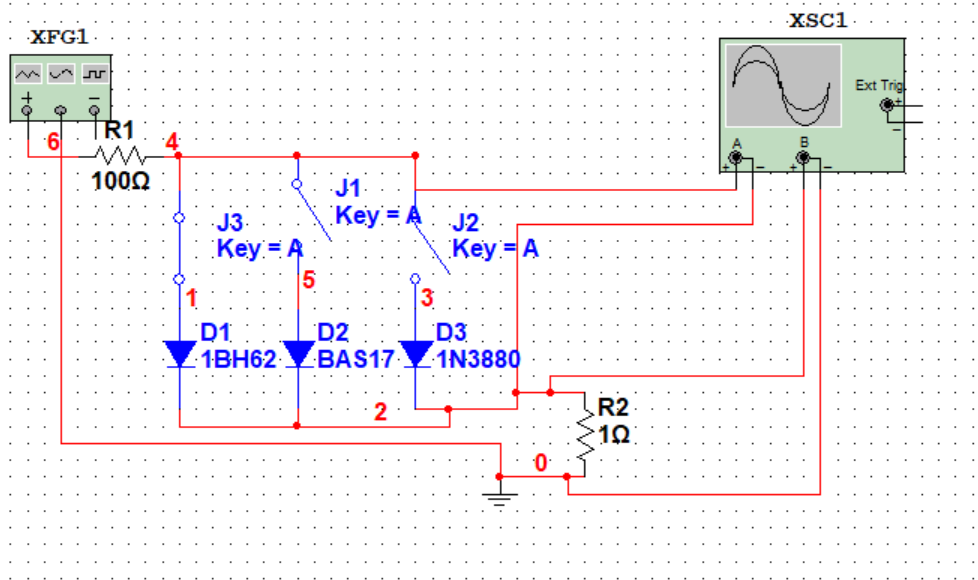 XFG1
XSC1
Ext Trig
+
−
A
B
+
−
+
−
+
−
6
R1
100Ω
4
J3
Key = A
J1
Key = A
J2
Key = A
1
5
3
D1
1BH62
D2
BAS17
D3
1N3880
2
R2
1Ω
0